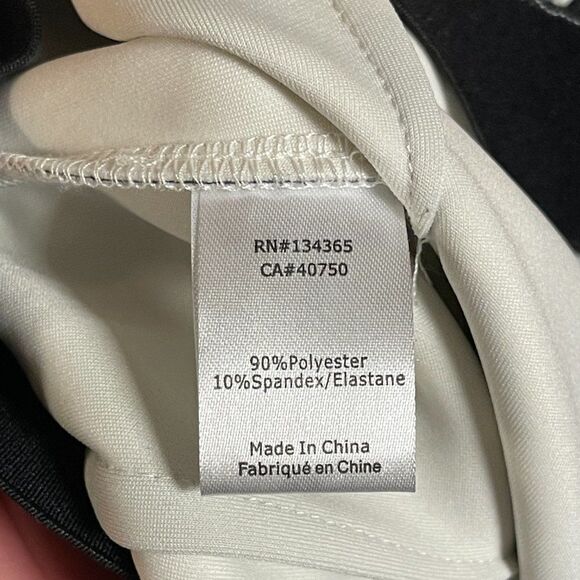 RN#134365
CA#40750
90%Polyester
10%Spandex/Elastane
Made In China
Fabriqué en Chine